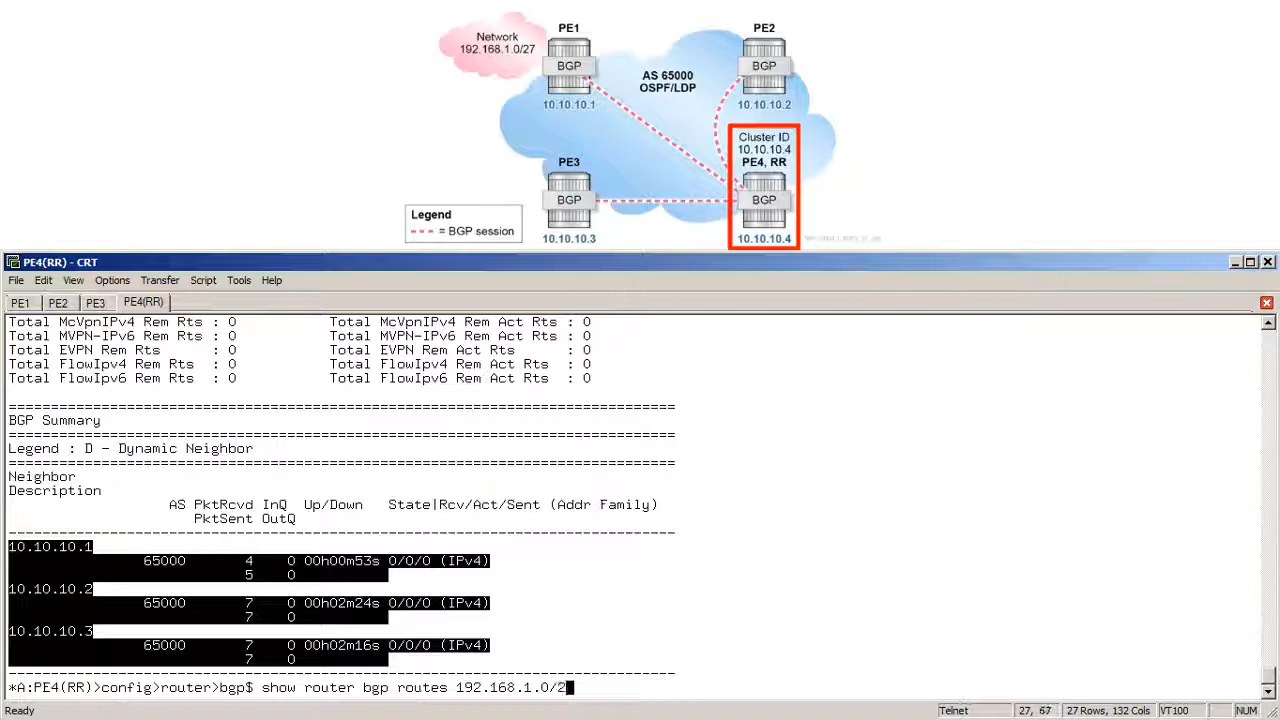 PE1
PE2
Network
192.168.1.0/27
BGP
BGP
AS 65000
OSPF/LDP
10.10.10.1
10.10.10.2
Cluster ID
10.10.10.4
PE3
PE4, RR
BGP
BGP
Legend
= BGP session
10.10.10.3
10.10.10.4
PE4(RR) - CRT
File Edit View Options Transfer Script Tools Help
PE1 PE2 PE3 PE4(RR)
Total McVpnIPv4 Rem Rts : 0 Total McVpnIPv4 Rem Act Rts : 0
Total MVPN-IPv6 Rem Rts : 0 Total MVPN-IPv6 Rem Act Rts : 0
Total EVPN Rem Rts : 0 Total EVPN Rem Act Rts : 0
Total FlowIpv4 Rem Rts : 0 Total FlowIpv4 Rem Act Rts : 0
Total FlowIpv6 Rem Rts : 0 Total FlowIpv6 Rem Act Rts : 0
===============================================================================
BGP Summary
===============================================================================
Legend : D - Dynamic Neighbor
===============================================================================
Neighbor
Description
AS PktRcvd InQ Up/Down State|Rcv/Act/Sent (Addr Family)
PktSent OutQ
-------------------------------------------------------------------------------
10.10.10.1
65000 4 0 00h00m53s 0/0/0 (IPv4)
5 0
10.10.10.2
65000 7 0 00h02m24s 0/0/0 (IPv4)
7 0
10.10.10.3
65000 7 0 00h02m16s 0/0/0 (IPv4)
7 0
-------------------------------------------------------------------------------
*A:PE4(RR)>config>router>bgp$ show router bgp routes 192.168.1.0/2
Ready Telnet 27, 67 27 Rows, 132 Cols VT100 NUM